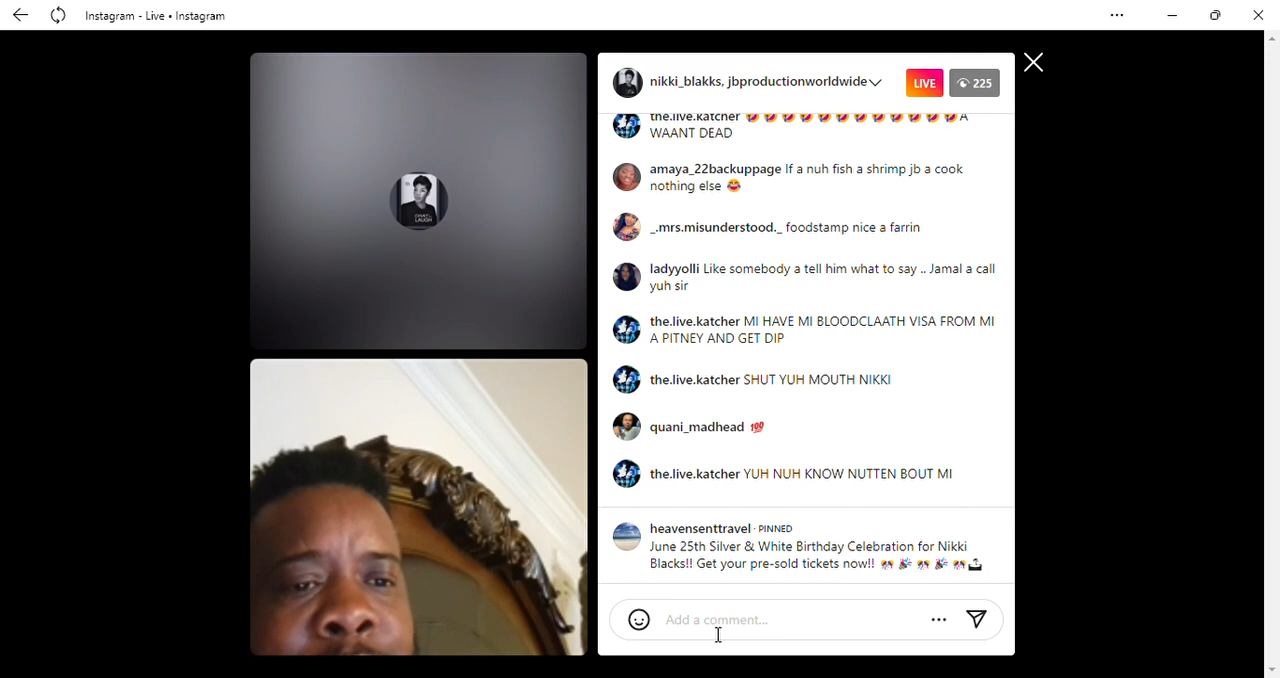 Instagram - Live • Instagram
nikki_blakks, jbproductionworldwide
LIVE
225
the.live.katcher 🤣🤣🤣🤣🤣🤣🤣🤣🤣🤣🤣🤣A
WAANT DEAD
amaya_22backuppage If a nuh fish a shrimp jb a cook
nothing else 😂
_.mrs.misunderstood._ foodstamp nice a farrin
ladyyolli Like somebody a tell him what to say .. Jamal a call
yuh sir
the.live.katcher MI HAVE MI BLOODCLAATH VISA FROM MI
A PITNEY AND GET DIP
the.live.katcher SHUT YUH MOUTH NIKKI
quani_madhead 💯
the.live.katcher YUH NUH KNOW NUTTEN BOUT MI
heavensenttravel · PINNED
June 25th Silver & White Birthday Celebration for Nikki
Blacks!! Get your pre-sold tickets now!! 🎊 🎉 🎊 🎉 🎊
Add a comment...